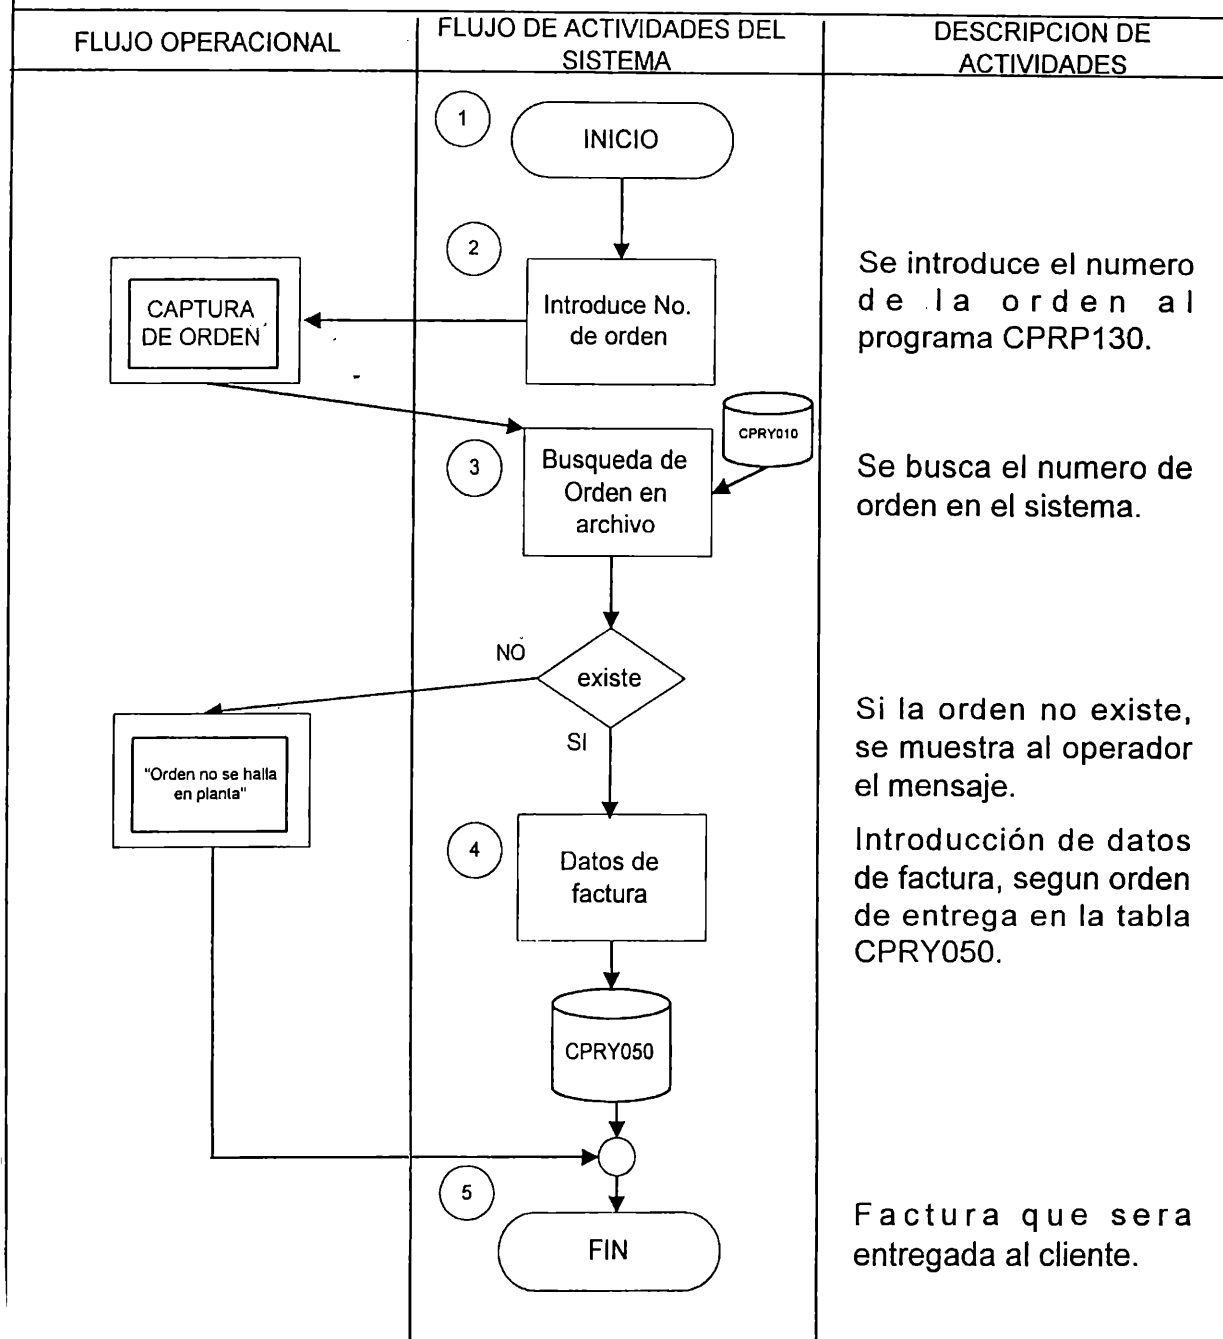 FLUJO OPERACIONAL
FLUJO DE ACTIVIDADES DEL
SISTEMA
DESCRIPCION DE
ACTIVIDADES
1
INICIO
2
CAPTURA
DE ORDEN
Introduce No.
de orden
Se introduce el numero
de la orden al
programa CPRP130.
CPRY010
3
Busqueda de
Orden en
archivo
Se busca el numero de
orden en el sistema.
NO
existe
SI
"Orden no se halla
en planta"
Si la orden no existe,
se muestra al operador
el mensaje.
4
Datos de
factura
Introducción de datos
de factura, segun orden
de entrega en la tabla
CPRY050.
CPRY050
5
FIN
Factura que sera
entregada al cliente.